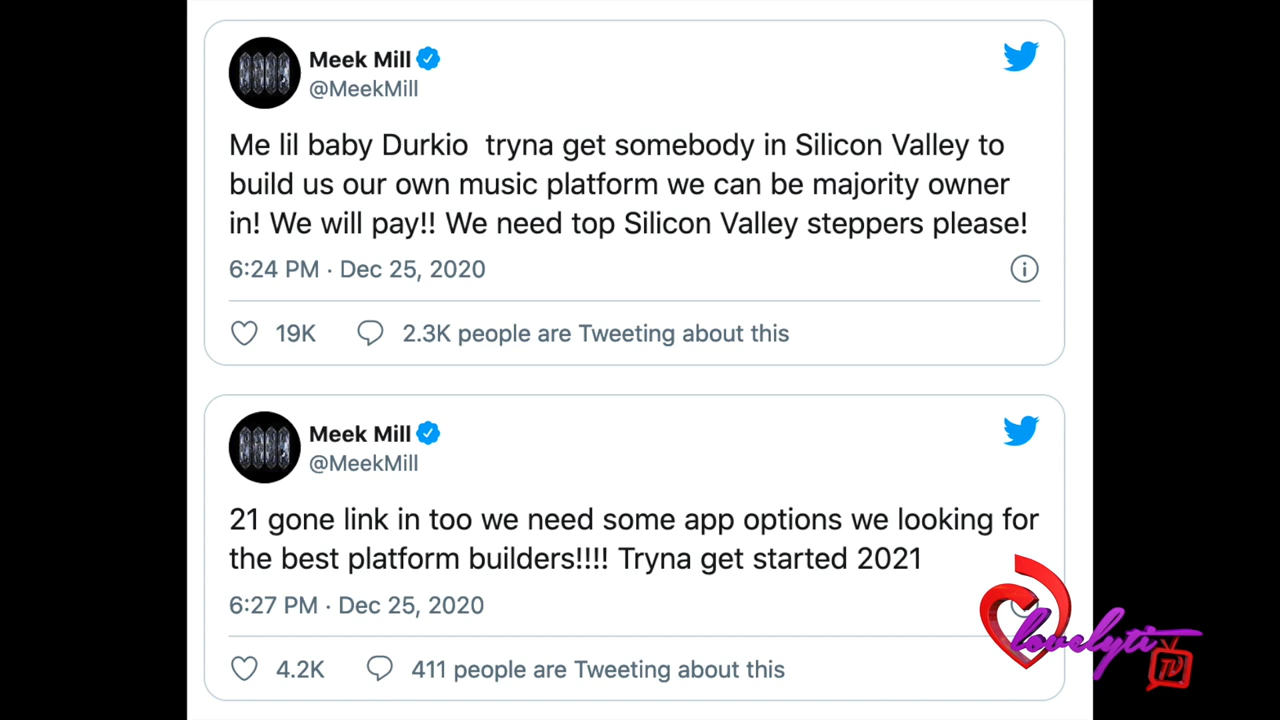 Meek Mill
@MeekMill
Me lil baby Durkio  tryna get somebody in Silicon Valley to
build us our own music platform we can be majority owner
in! We will pay!! We need top Silicon Valley steppers please!
6:24 PM · Dec 25, 2020
19K 2.3K people are Tweeting about this
Meek Mill
@MeekMill
21 gone link in too we need some app options we looking for
the best platform builders!!!! Tryna get started 2021
6:27 PM · Dec 25, 2020
4.2K 411 people are Tweeting about this
lovelyti
TV